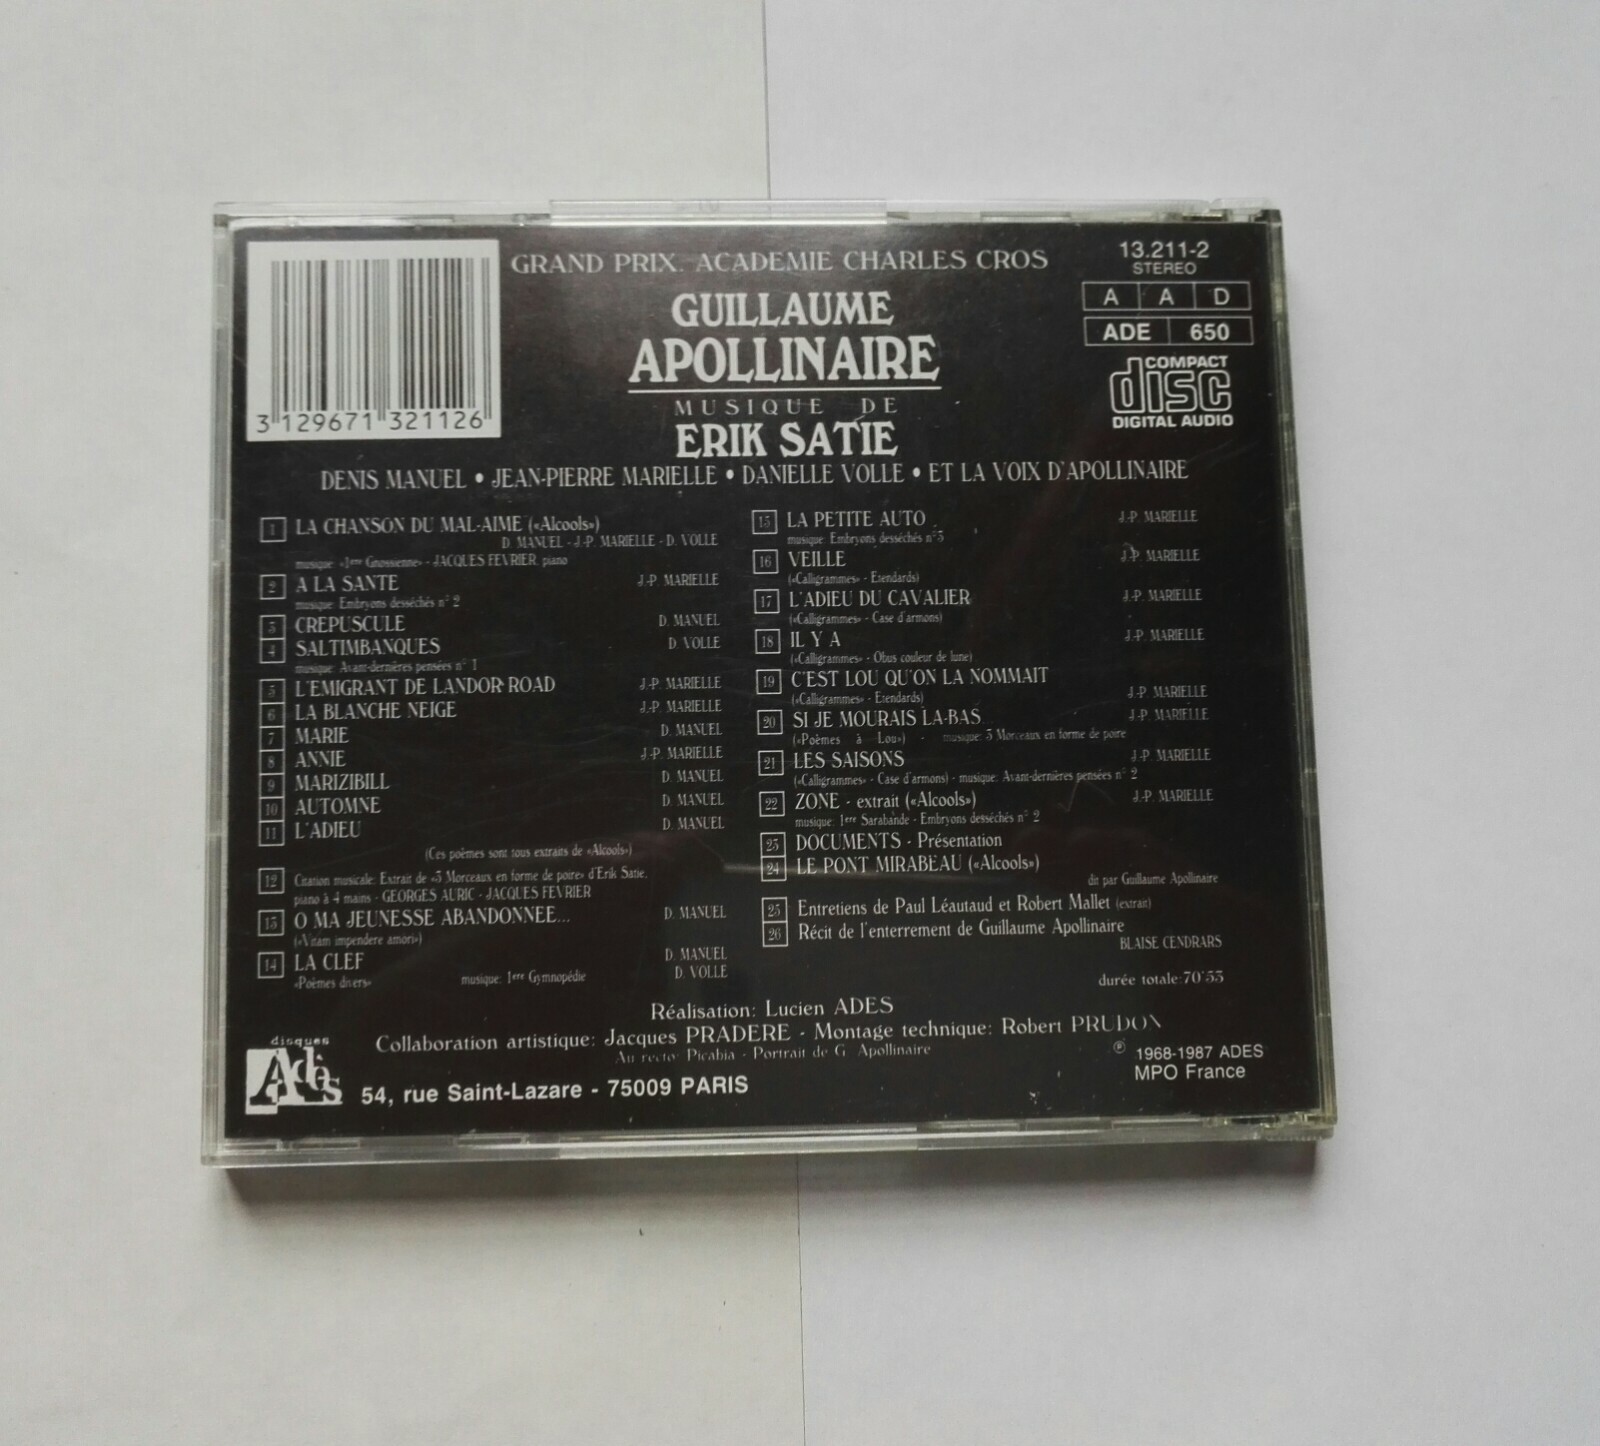 3 129671 321126
GRAND PRIX. ACADEMIE CHARLES CROS
GUILLAUME
APOLLINAIRE
MUSIQUE DE
ERIK SATIE
DENIS MANUEL • JEAN-PIERRE MARIELLE • DANIELLE VOLLE • ET LA VOIX D'APOLLINAIRE
13.211-2
STEREO
A A D
ADE 650
COMPACT
disc
DIGITAL AUDIO
1 LA CHANSON DU MAL-AIME («Alcools»)
D. MANUEL - J.-P. MARIELLE - D. VOLLE
musique: «1ere Gnossienne» - JACQUES FEVRIER, piano
2 A LA SANTE J.-P. MARIELLE
musique: Embryons desséchés n° 2
3 CREPUSCULE D. MANUEL
4 SALTIMBANQUES D. VOLLE
musique: Avant-dernières pensées n° 1
5 L'EMIGRANT DE LANDOR ROAD J.-P. MARIELLE
6 LA BLANCHE NEIGE J.-P. MARIELLE
7 MARIE D. MANUEL
8 ANNIE J.-P. MARIELLE
9 MARIZIBILL D. MANUEL
10 AUTOMNE D. MANUEL
11 L'ADIEU D. MANUEL
(Ces poèmes sont tous extraits de «Alcools»)
12 Citation musicale: Extrait de «3 Morceaux en forme de poire» d'Erik Satie,
piano à 4 mains - GEORGES AURIC - JACQUES FEVRIER
13 O MA JEUNESSE ABANDONNEE... D. MANUEL
(«Vitam impendere amori»)
14 LA CLEF D. MANUEL
«Poèmes divers» musique: 1ere Gymnopédie D. VOLLE
15 LA PETITE AUTO J.-P. MARIELLE
musique: Embryons desséchés n° 3
16 VEILLE J.-P. MARIELLE
(«Calligrammes» - Etendards)
17 L'ADIEU DU CAVALIER J.-P. MARIELLE
(«Calligrammes» - Case d'armons)
18 IL Y A J.-P. MARIELLE
(«Calligrammes» - Obus couleur de lune)
19 C'EST LOU QU'ON LA NOMMAIT
(«Calligrammes» - Etendards) J.-P. MARIELLE
20 SI JE MOURAIS LA-BAS... J.-P. MARIELLE
(«Poèmes à Lou») - musique: 3 Morceaux en forme de poire
21 LES SAISONS J.-P. MARIELLE
(«Calligrammes» - Case d'armons) - musique: Avant-dernières pensées n° 2
22 ZONE - extrait («Alcools») J.-P. MARIELLE
musique: 1ere Sarabande - Embryons desséchés n° 2
23 DOCUMENTS - Présentation
24 LE PONT MIRABEAU («Alcools»)
dit par Guillaume Apollinaire
25 Entretiens de Paul Léautaud et Robert Mallet (extrait)
26 Récit de l'enterrement de Guillaume Apollinaire
BLAISE CENDRARS
durée totale: 70'53
Réalisation: Lucien ADES
Collaboration artistique: Jacques PRADERE - Montage technique: Robert PRUDON
Au recto: Picabia - Portrait de G. Apollinaire
disques
Adès
54, rue Saint-Lazare - 75009 PARIS
℗ 1968-1987 ADES
MPO France